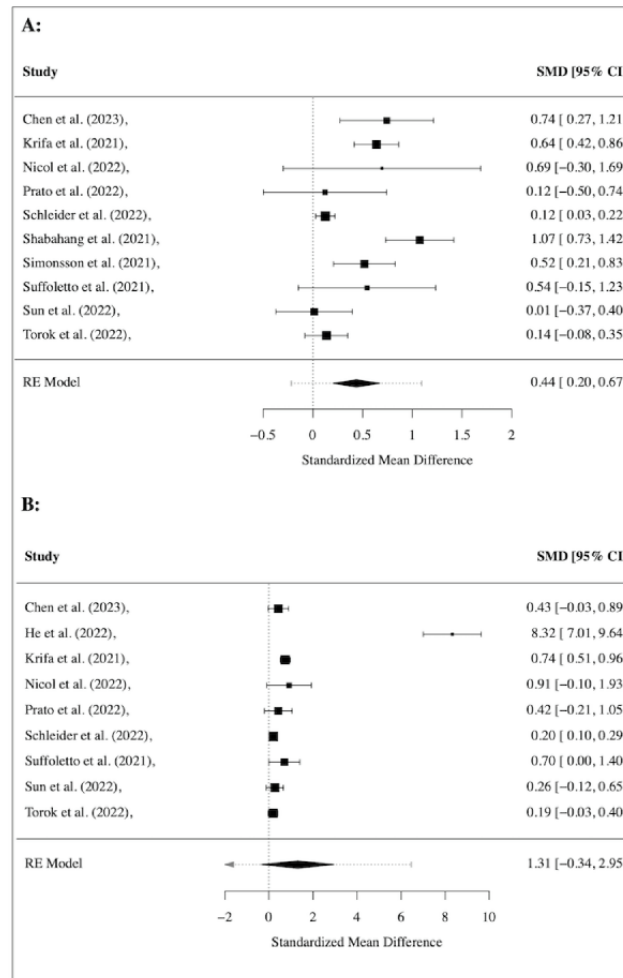 A:
Study SMD [95% CI
Chen et al. (2023), 0.74 [ 0.27, 1.21
Krifa et al. (2021), 0.64 [ 0.42, 0.86
Nicol et al. (2022), 0.69 [−0.30, 1.69
Prato et al. (2022), 0.12 [−0.50, 0.74
Schleider et al. (2022), 0.12 [ 0.03, 0.22
Shabahang et al. (2021), 1.07 [ 0.73, 1.42
Simonsson et al. (2021), 0.52 [ 0.21, 0.83
Suffoletto et al. (2021), 0.54 [−0.15, 1.23
Sun et al. (2022), 0.01 [−0.37, 0.40
Torok et al. (2022), 0.14 [−0.08, 0.35
RE Model 0.44 [ 0.20, 0.67
−0.5 0 0.5 1 1.5 2
Standardized Mean Difference
B:
Study SMD [95% CI
Chen et al. (2023), 0.43 [−0.03, 0.89
He et al. (2022), 8.32 [ 7.01, 9.64
Krifa et al. (2021), 0.74 [ 0.51, 0.96
Nicol et al. (2022), 0.91 [−0.10, 1.93
Prato et al. (2022), 0.42 [−0.21, 1.05
Schleider et al. (2022), 0.20 [ 0.10, 0.29
Suffoletto et al. (2021), 0.70 [ 0.00, 1.40
Sun et al. (2022), 0.26 [−0.12, 0.65
Torok et al. (2022), 0.19 [−0.03, 0.40
RE Model 1.31 [−0.34, 2.95
−2 0 2 4 6 8 10
Standardized Mean Difference